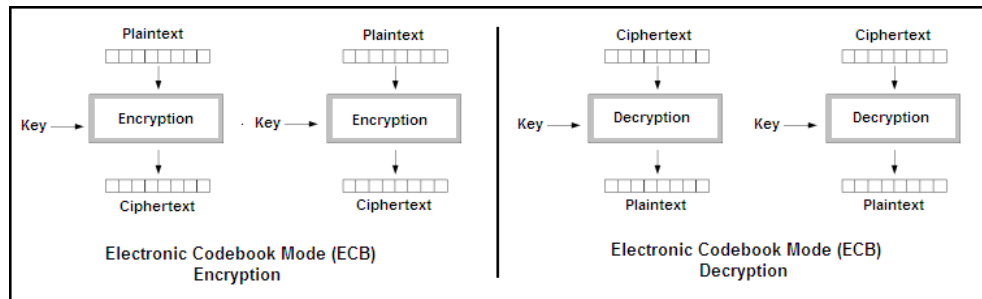 Plaintext
Plaintext
Key
Encryption
Key
Encryption
Ciphertext
Ciphertext
Electronic Codebook Mode (ECB)
Encryption
Ciphertext
Ciphertext
Key
Decryption
Key
Decryption
Plaintext
Plaintext
Electronic Codebook Mode (ECB)
Decryption